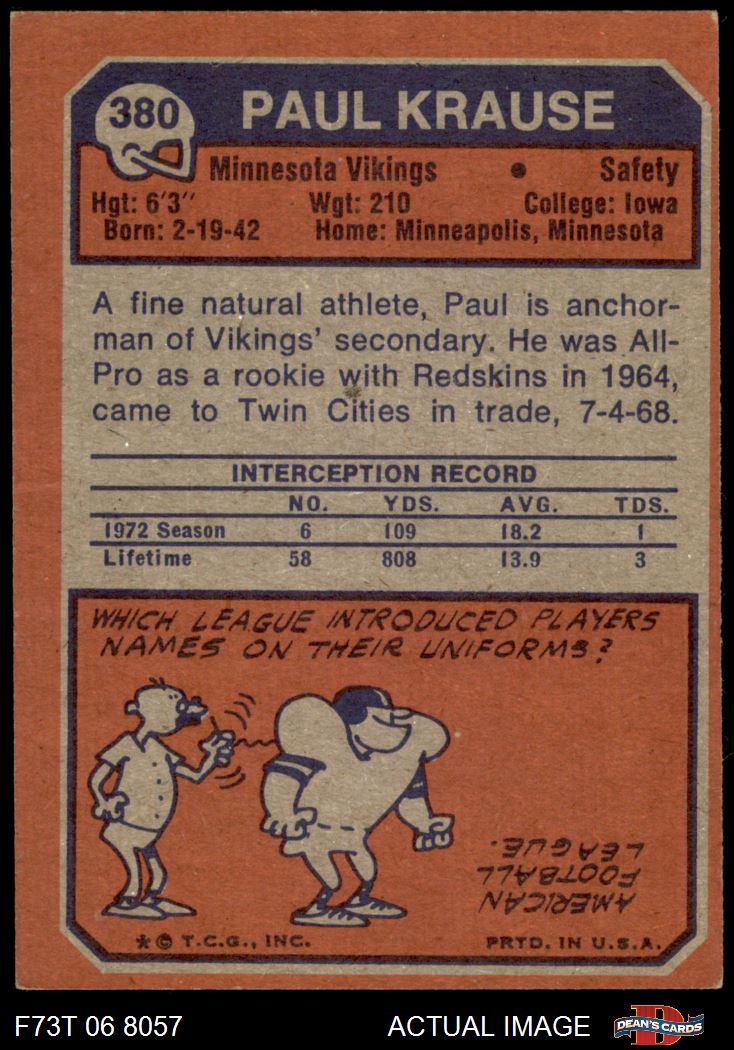 380
PAUL KRAUSE
Minnesota Vikings • Safety
Hgt: 6'3" Wgt: 210 College: Iowa
Born: 2-19-42 Home: Minneapolis, Minnesota
A fine natural athlete, Paul is anchor-
man of Vikings' secondary. He was All-
Pro as a rookie with Redskins in 1964,
came to Twin Cities in trade, 7-4-68.
INTERCEPTION RECORD
NO. YDS. AVG. TDS.
1972 Season 6 109 18.2 1
Lifetime 58 808 13.9 3
WHICH LEAGUE INTRODUCED PLAYERS
NAMES ON THEIR UNIFORMS?
AMERICAN
FOOTBALL
LEAGUE.
* © T.C.G., INC. PRTD. IN U.S.A.
F73T 06 8057 ACTUAL IMAGE D DEAN'S CARDS